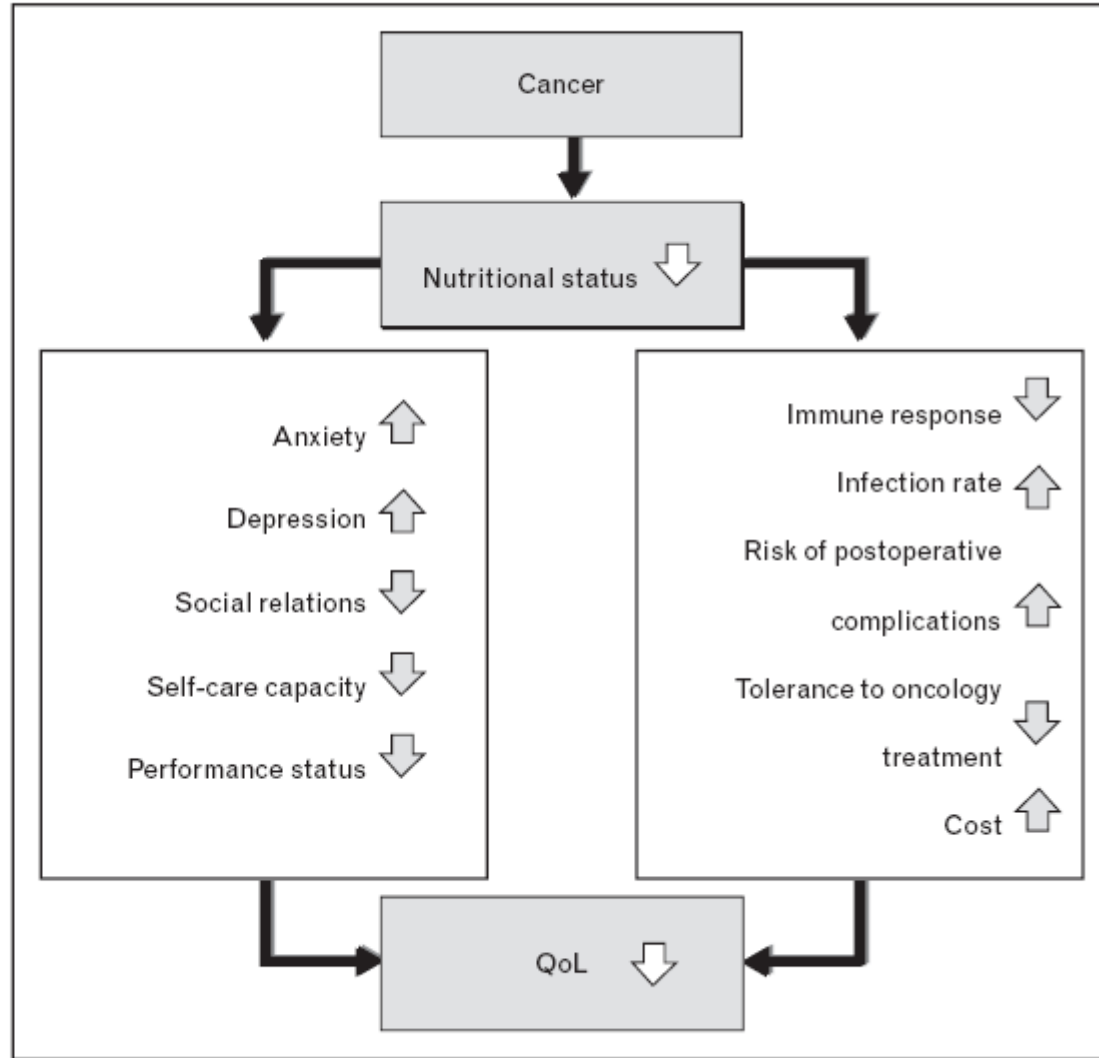 Cancer
Nutritional status
Anxiety
Depression
Social relations
Self-care capacity
Performance status
Immune response
Infection rate
Risk of postoperative
complications
Tolerance to oncology
treatment
Cost
QoL